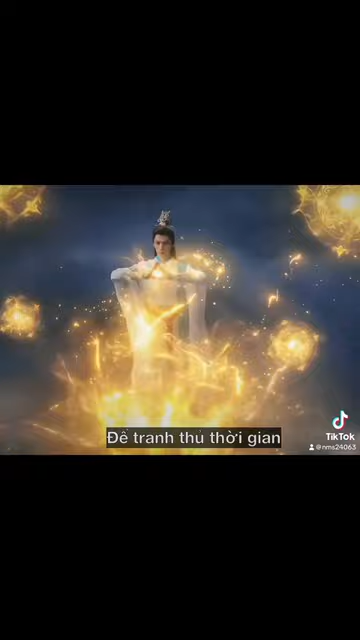 Để tranh thủ thời gian
TikTok
@nms24063